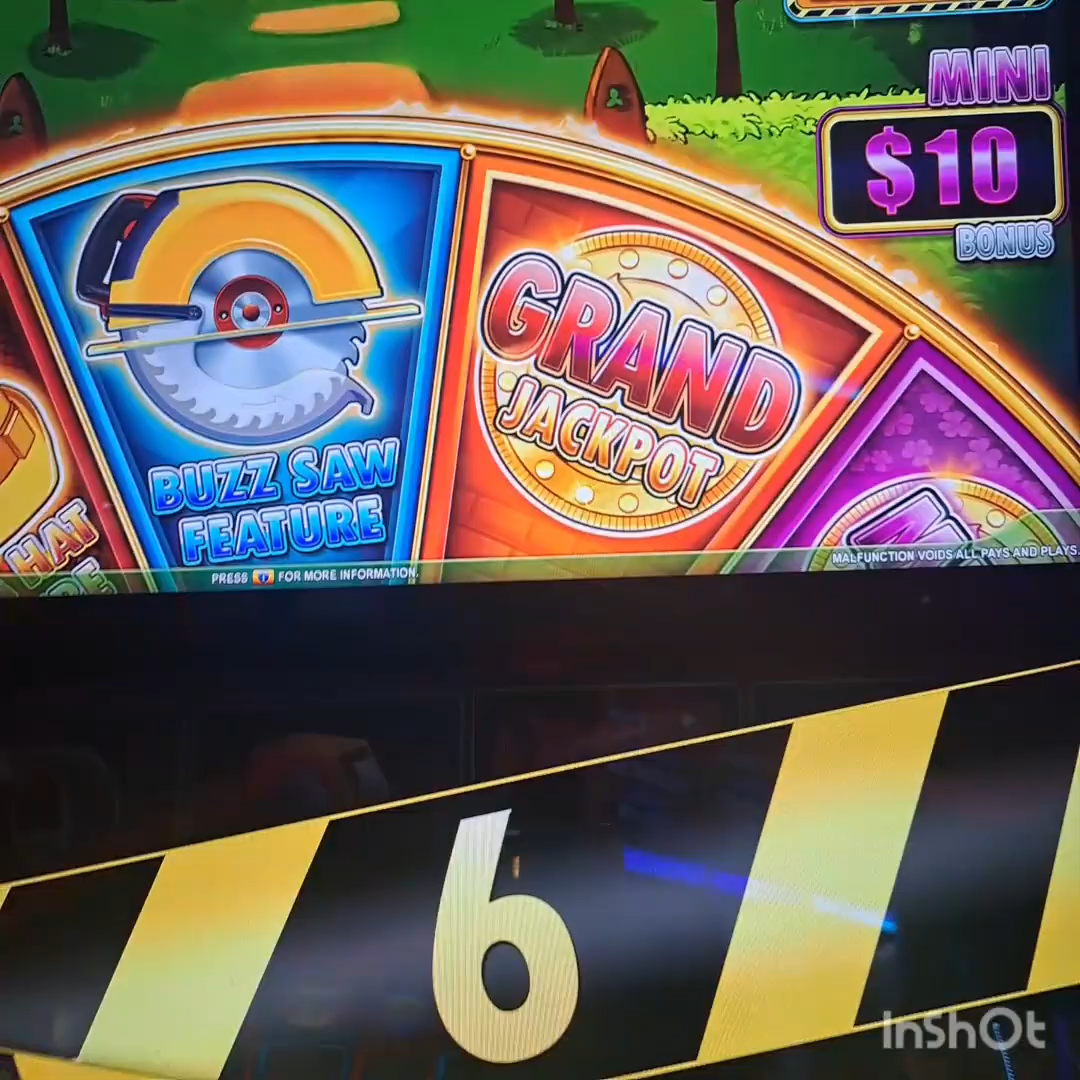 MINI
$10
BONUS
GRAND
JACKPOT
BUZZ SAW
FEATURE
HAT
PRESS FOR MORE INFORMATION.
MALFUNCTION VOIDS ALL PAYS AND PLAYS.
6
InShOt